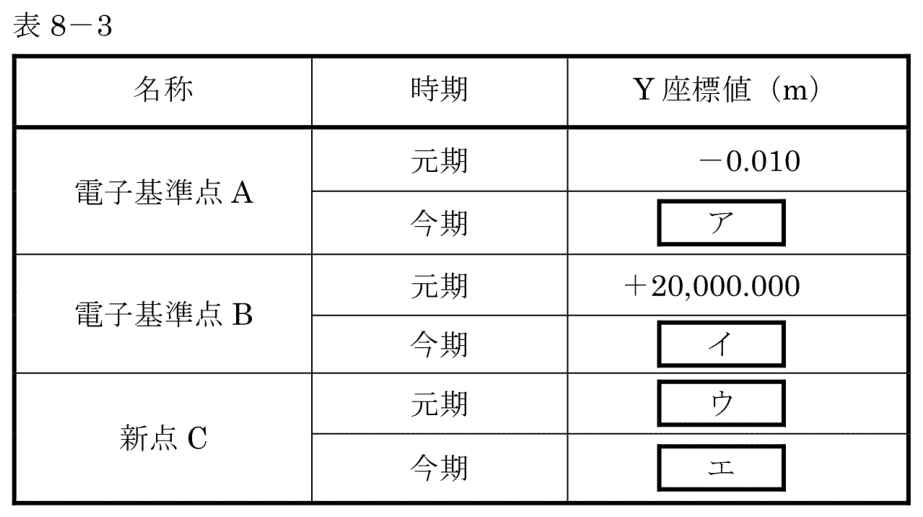 表 8－3
名称 時期 Y 座標値（m）
電子基準点 A 元期 －0.010
今期 ア
電子基準点 B 元期 ＋20,000.000
今期 イ
新点 C 元期 ウ
今期 エ